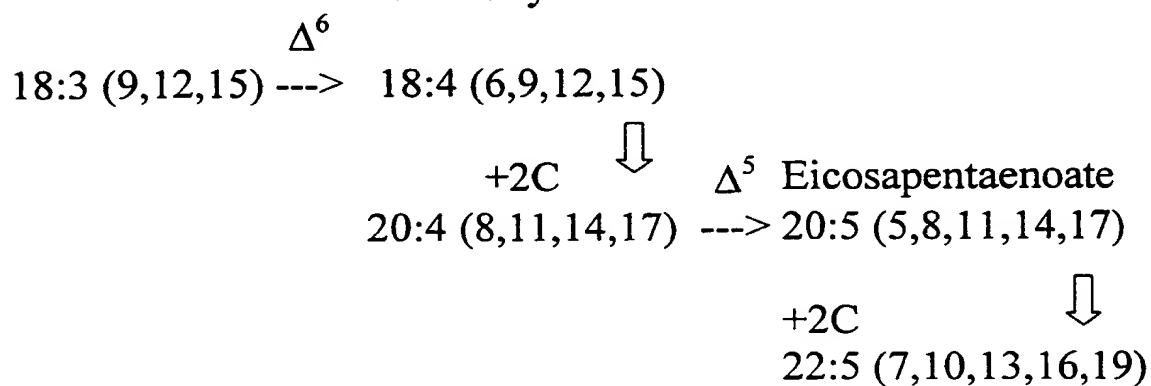 Δ⁶
18:3 (9,12,15) ---> 18:4 (6,9,12,15)
+2C Δ⁵ Eicosapentaenoate
20:4 (8,11,14,17) ---> 20:5 (5,8,11,14,17)
+2C
22:5 (7,10,13,16,19)